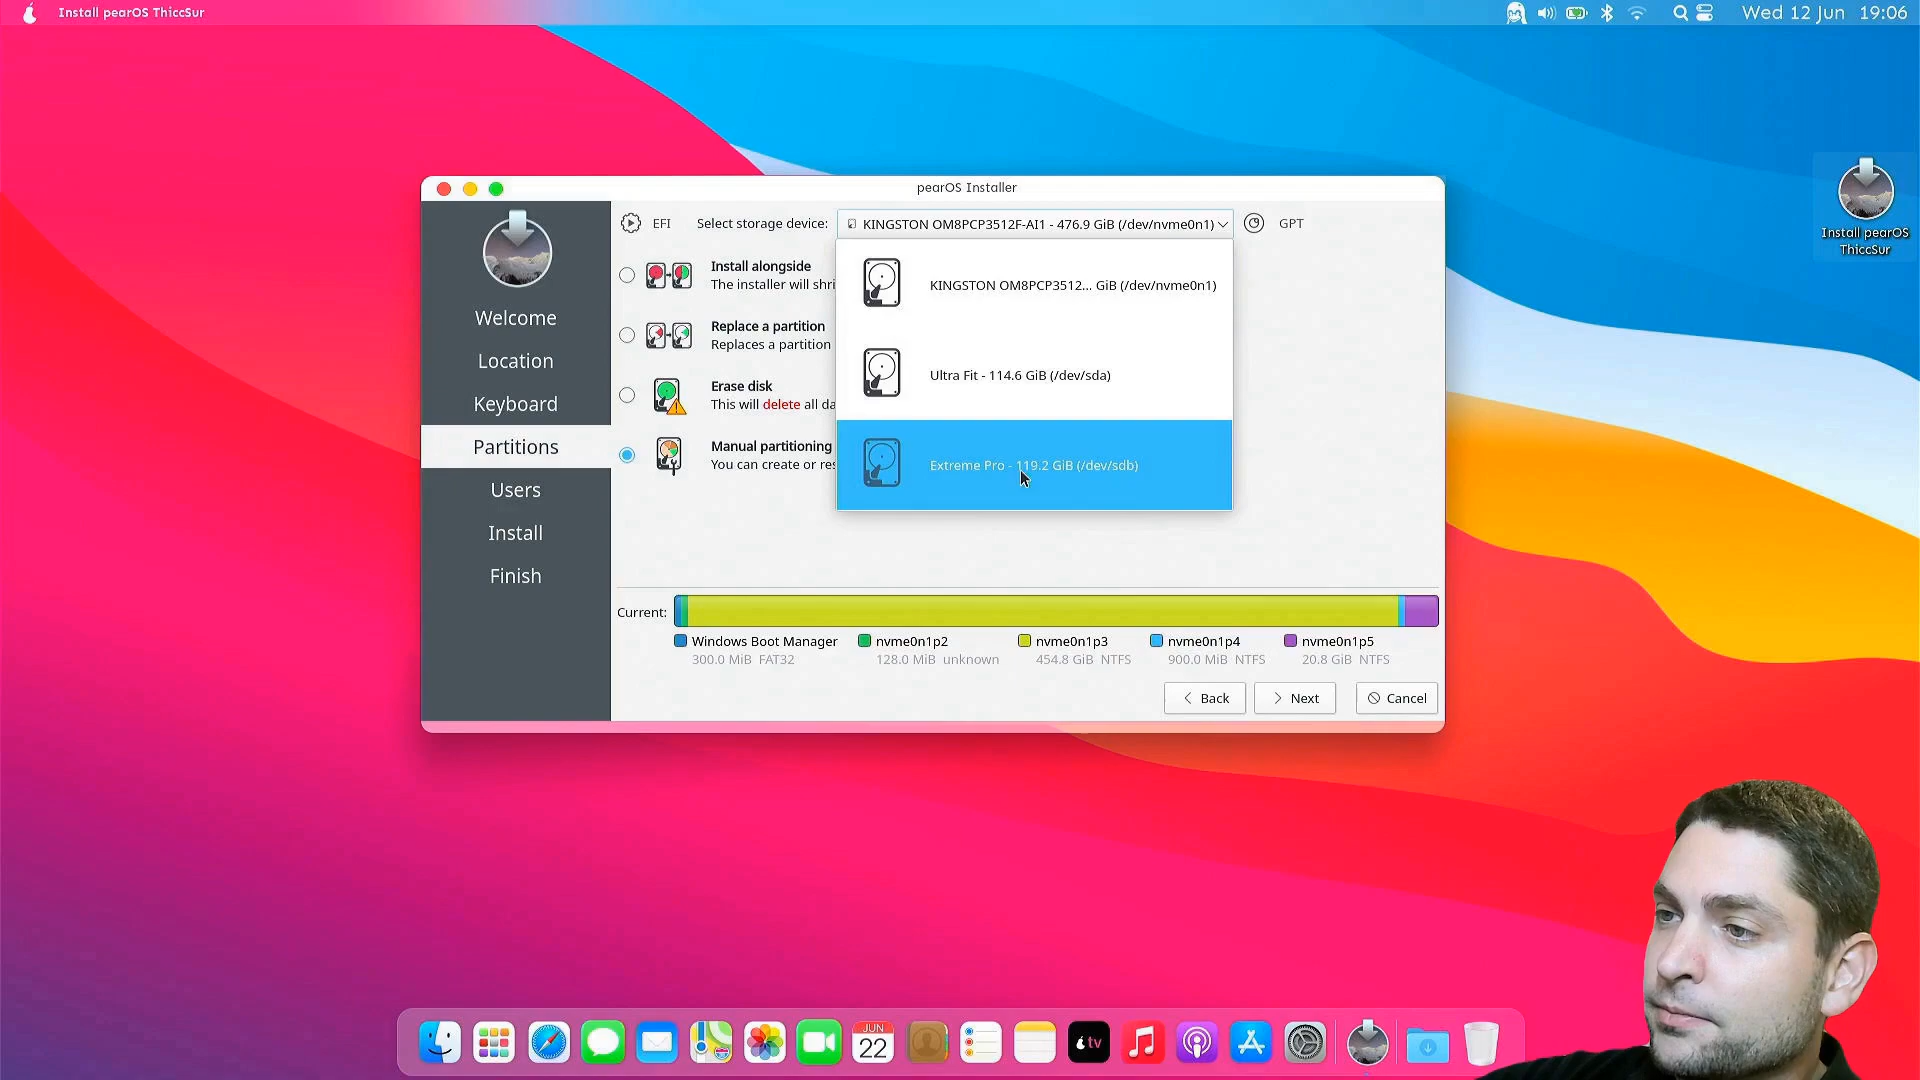 Install pearOS ThiccSur
Wed 12 Jun 19:06
pearOS Installer
EFI
Select storage device:
KINGSTON OM8PCP3512F-AI1 - 476.9 GiB (/dev/nvme0n1)
GPT
KINGSTON OM8PCP3512... GiB (/dev/nvme0n1)
Ultra Fit - 114.6 GiB (/dev/sda)
Extreme Pro - 119.2 GiB (/dev/sdb)
Install alongside
The installer will shri
Replace a partition
Replaces a partition
Erase disk
This will delete all da
Manual partitioning
You can create or res
Welcome
Location
Keyboard
Partitions
Users
Install
Finish
Current:
Windows Boot Manager
300.0 MiB FAT32
nvme0n1p2
128.0 MiB unknown
nvme0n1p3
454.8 GiB NTFS
nvme0n1p4
900.0 MiB NTFS
nvme0n1p5
20.8 GiB NTFS
Back
Next
Cancel
Install pearOS
ThiccSur
JUN
22
tv